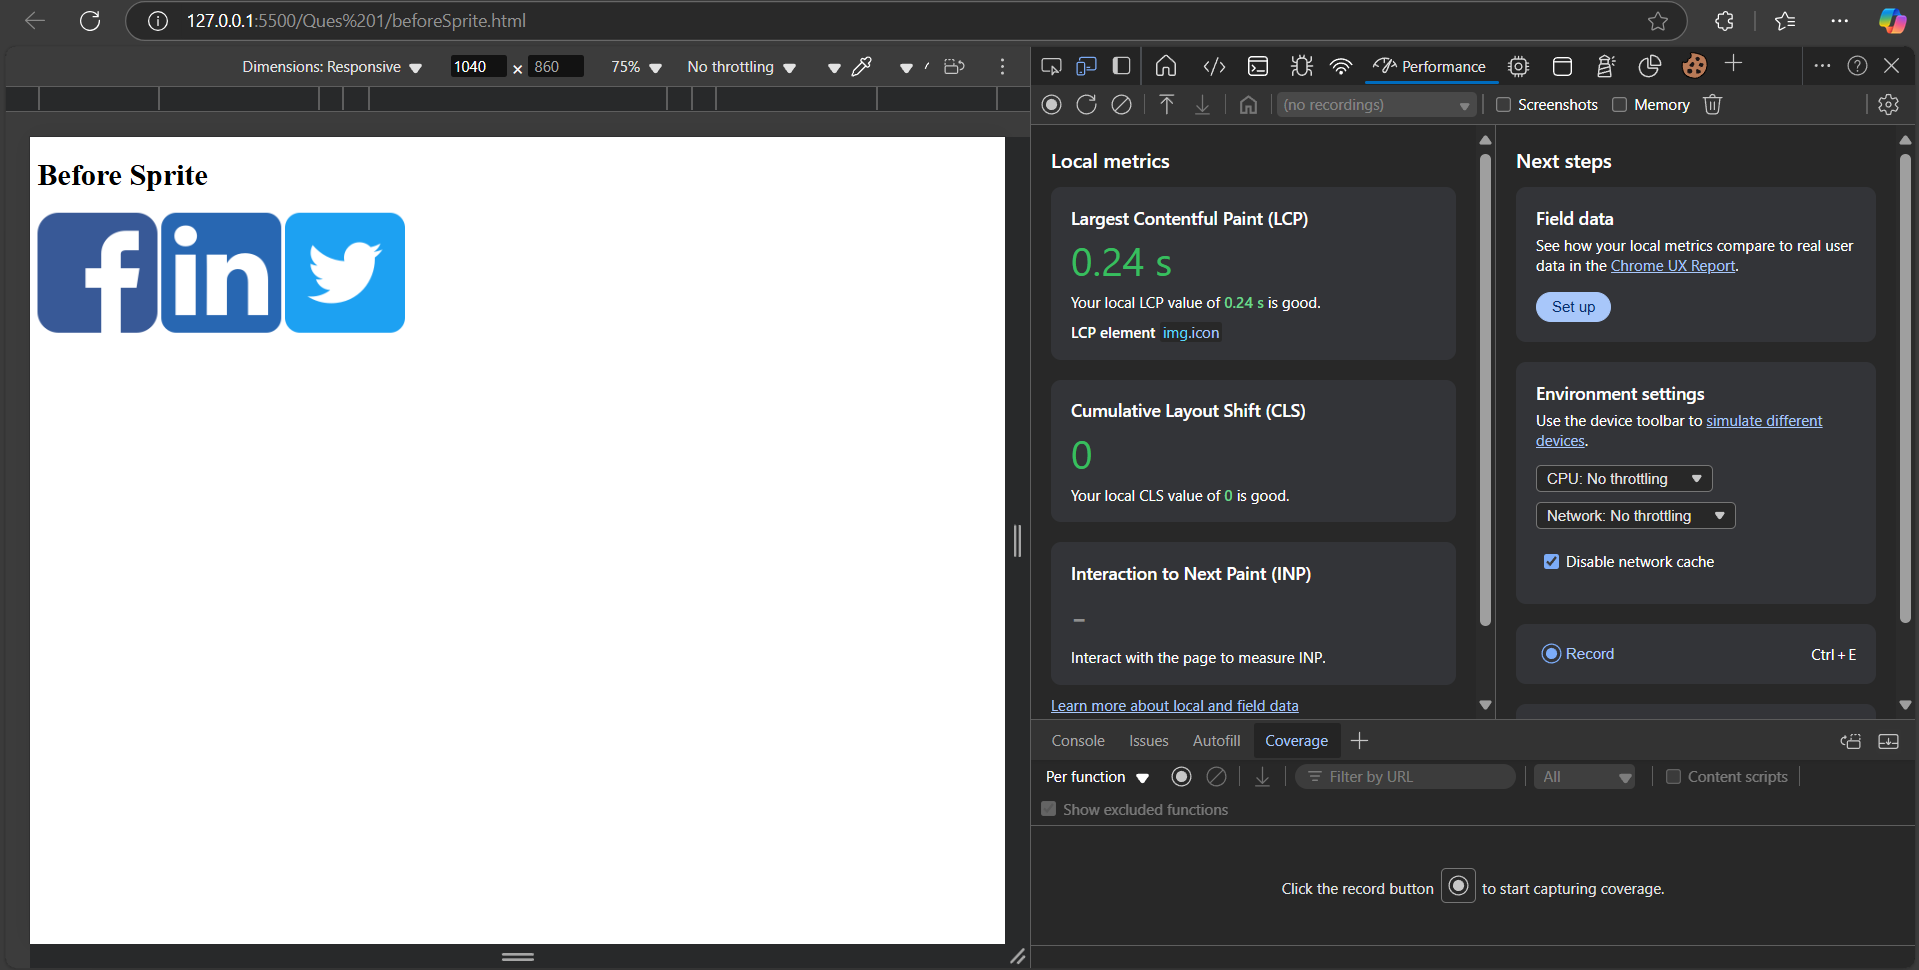 127.0.0.1:5500/Ques%201/beforeSprite.html
Dimensions: Responsive
1040 × 860
75%
No throttling
Performance
(no recordings)
Screenshots
Memory
Before Sprite
f
in
Local metrics
Largest Contentful Paint (LCP)
0.24 s
Your local LCP value of 0.24 s is good.
LCP element img.icon
Cumulative Layout Shift (CLS)
0
Your local CLS value of 0 is good.
Interaction to Next Paint (INP)
-
Interact with the page to measure INP.
Learn more about local and field data
Next steps
Field data
See how your local metrics compare to real user
data in the Chrome UX Report.
Set up
Environment settings
Use the device toolbar to simulate different
devices.
CPU: No throttling
Network: No throttling
Disable network cache
Record
Ctrl + E
Console
Issues
Autofill
Coverage
Per function
Filter by URL
All
Content scripts
Show excluded functions
Click the record button to start capturing coverage.